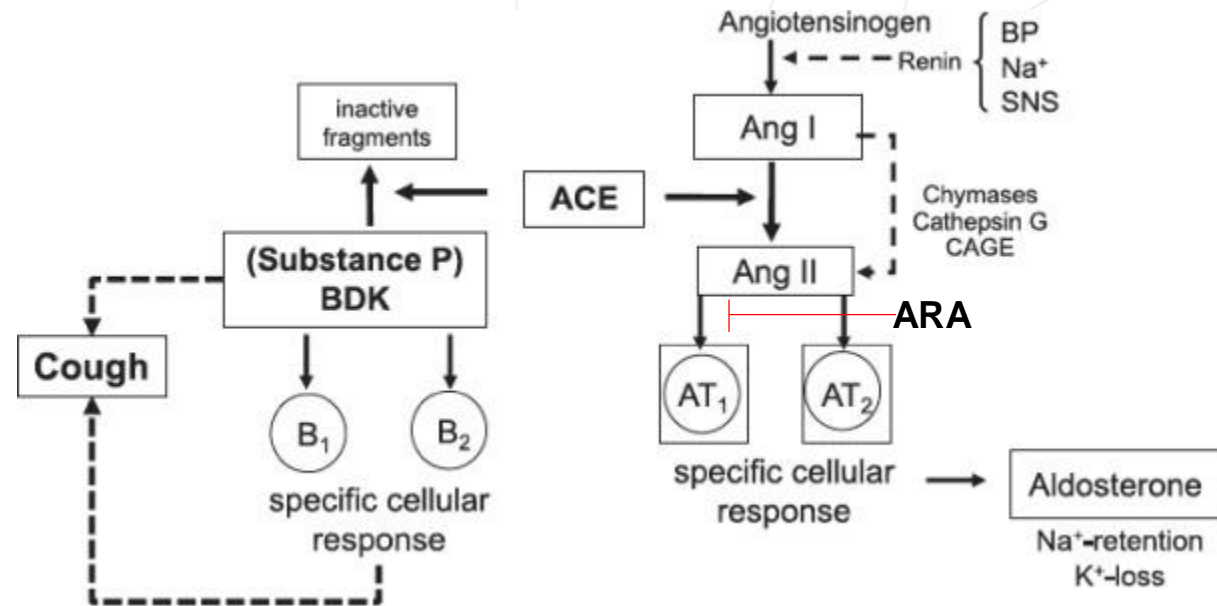 Angiotensinogen
Renin
BP
Na⁺
SNS
inactive
fragments
Ang I
ACE
Chymases
Cathepsin G
CAGE
(Substance P)
BDK
Ang II
ARA
Cough
B₁
B₂
AT₁
AT₂
specific cellular
response
specific cellular
response
Aldosterone
Na⁺-retention
K⁺-loss